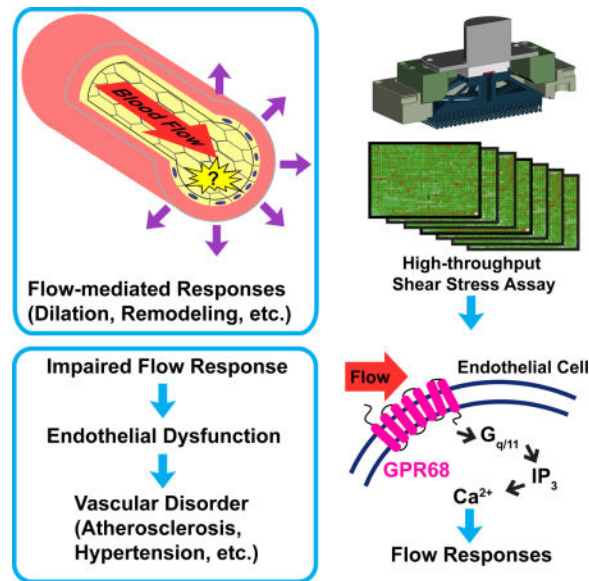 Blood Flow
?
Flow-mediated Responses
(Dilation, Remodeling, etc.)
Impaired Flow Response
Endothelial Dysfunction
Vascular Disorder
(Atherosclerosis,
Hypertension, etc.)
High-throughput
Shear Stress Assay
Endothelial Cell
Flow
GPR68
Gq/11
IP3
Ca2+
Flow Responses